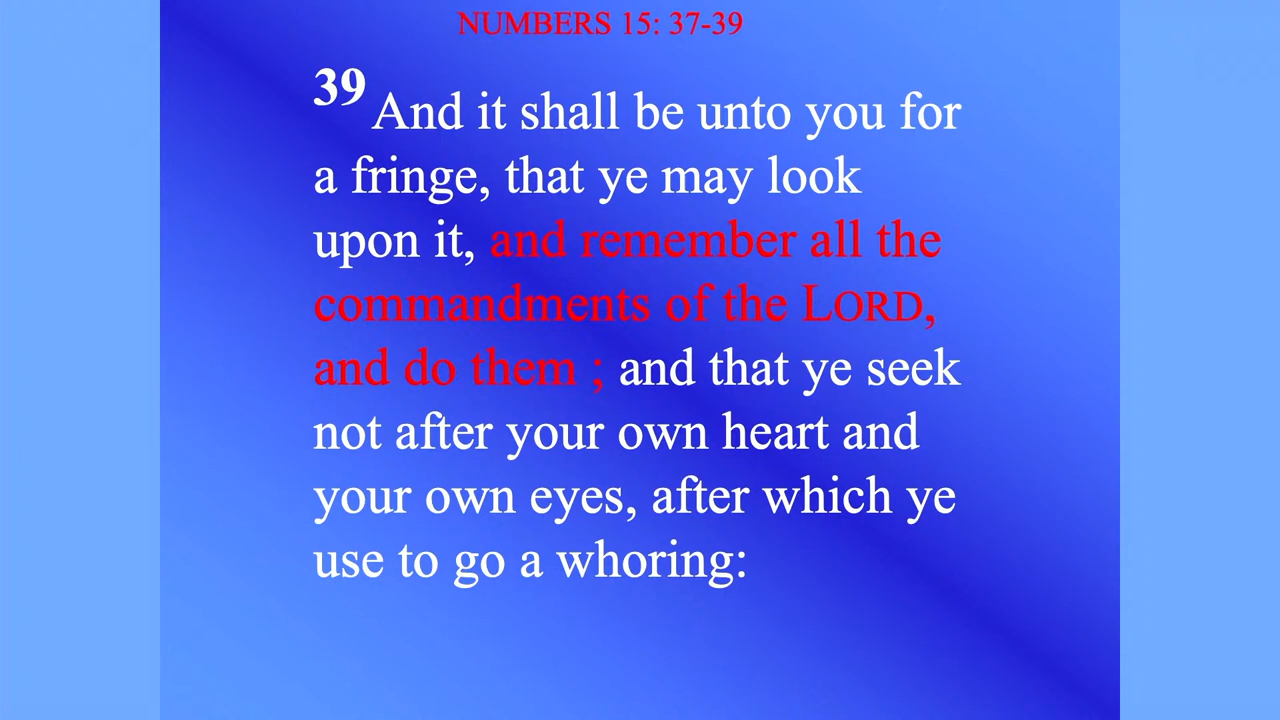 NUMBERS 15: 37-39
39 And it shall be unto you for
a fringe, that ye may look
upon it, and remember all the
commandments of the LORD,
and do them ; and that ye seek
not after your own heart and
your own eyes, after which ye
use to go a whoring: